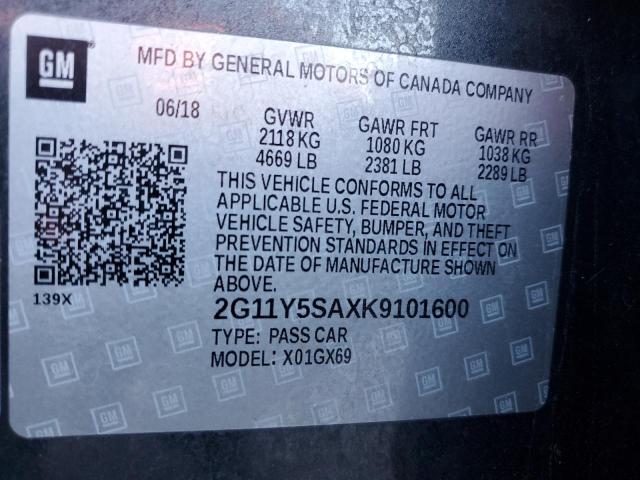 GM
MFD BY GENERAL MOTORS OF CANADA COMPANY
06/18 GVWR GAWR FRT GAWR RR
2118 KG 1080 KG 1038 KG
4669 LB 2381 LB 2289 LB
THIS VEHICLE CONFORMS TO ALL
APPLICABLE U.S. FEDERAL MOTOR
VEHICLE SAFETY, BUMPER, AND THEFT
PREVENTION STANDARDS IN EFFECT ON
THE DATE OF MANUFACTURE SHOWN
ABOVE.
139X
2G11Y5SAXK9101600
TYPE: PASS CAR
MODEL: X01GX69